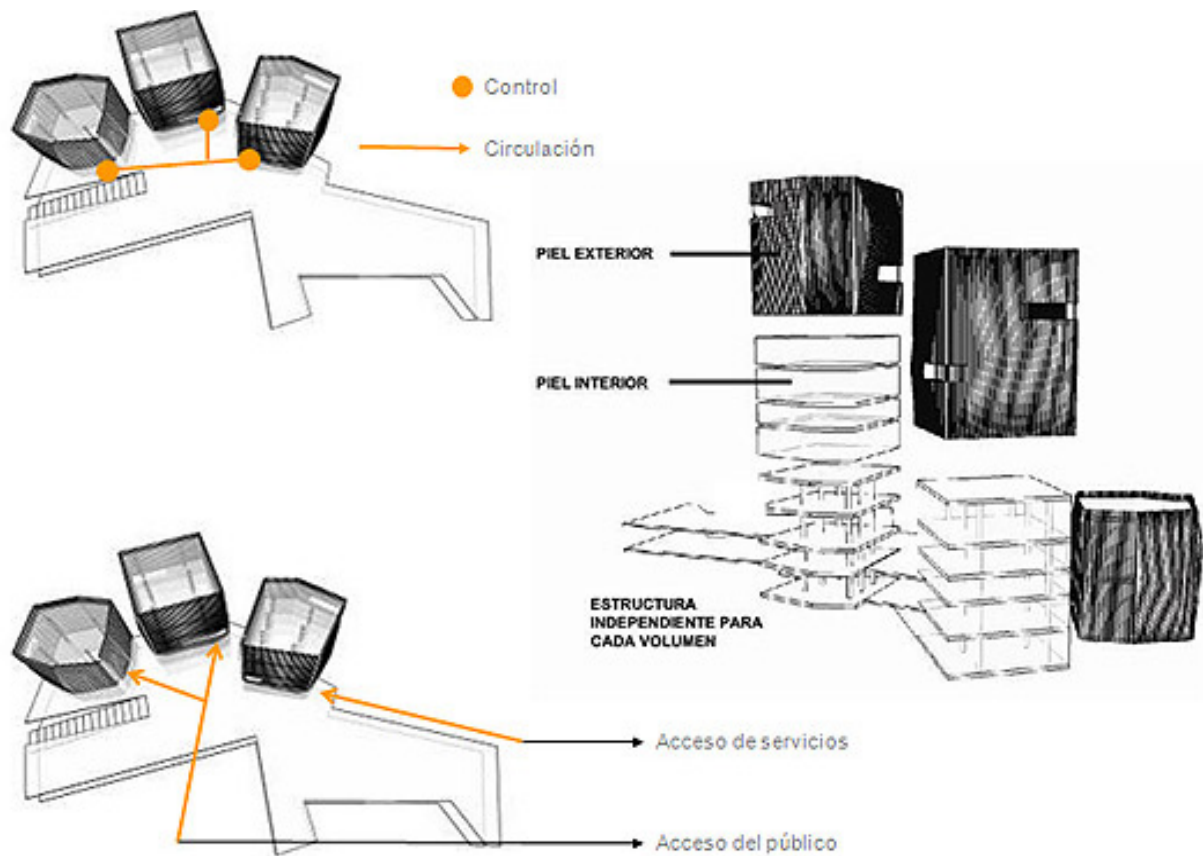 Control
Circulación
PIEL EXTERIOR
PIEL INTERIOR
ESTRUCTURA
INDEPENDIENTE PARA
CADA VOLUMEN
Acceso de servicios
Acceso del público